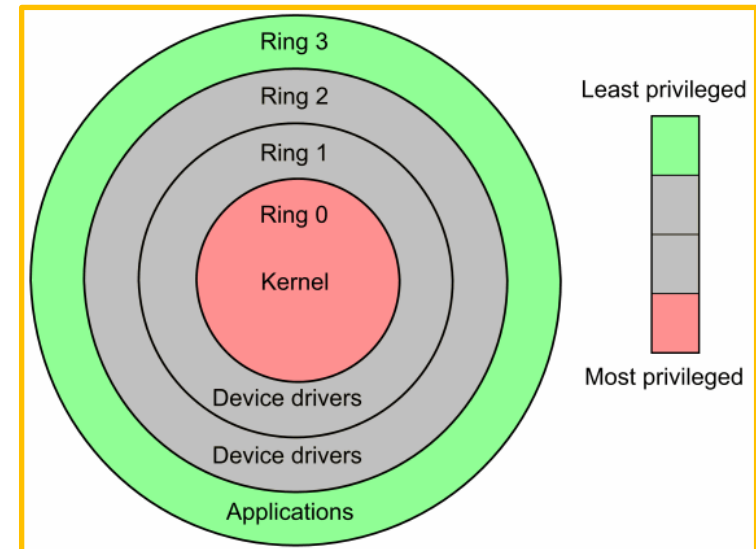 Ring 3
Ring 2
Ring 1
Ring 0
Kernel
Device drivers
Device drivers
Applications
Least privileged
Most privileged